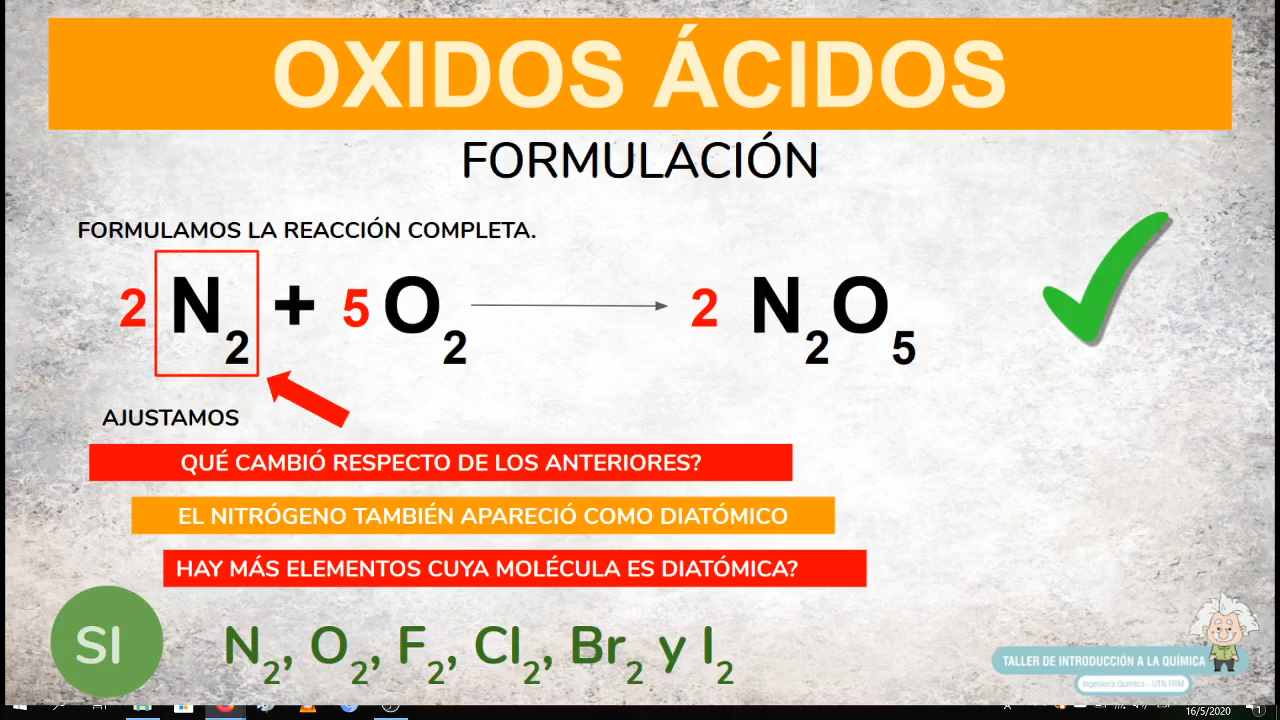 OXIDOS ÁCIDOS
FORMULACIÓN
FORMULAMOS LA REACCIÓN COMPLETA.
2 N2 + 5 O2 → 2 N2O5
AJUSTAMOS
QUÉ CAMBIÓ RESPECTO DE LOS ANTERIORES?
EL NITRÓGENO TAMBIÉN APARECIÓ COMO DIATÓMICO
HAY MÁS ELEMENTOS CUYA MOLÉCULA ES DIATÓMICA?
SI
N2, O2, F2, Cl2, Br2 y I2
TALLER DE INTRODUCCIÓN A LA QUÍMICA
Ingeniería Química - UTN FRM
16/5/2020